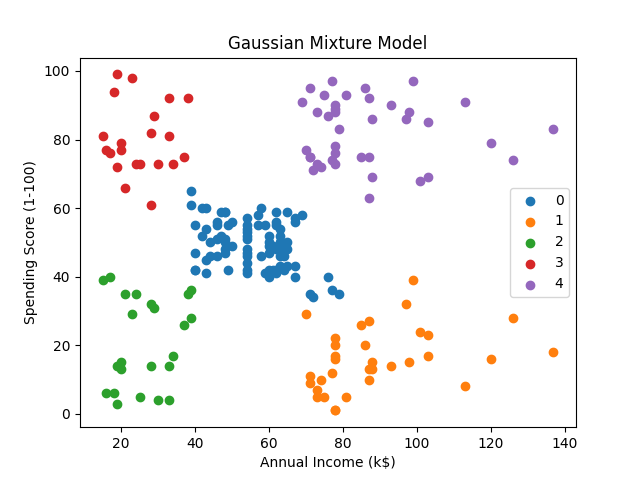 Gaussian Mixture Model
Spending Score (1-100)
100
80
60
40
20
0
0
1
2
3
4
20 40 60 80 100 120 140
Annual Income (k$)